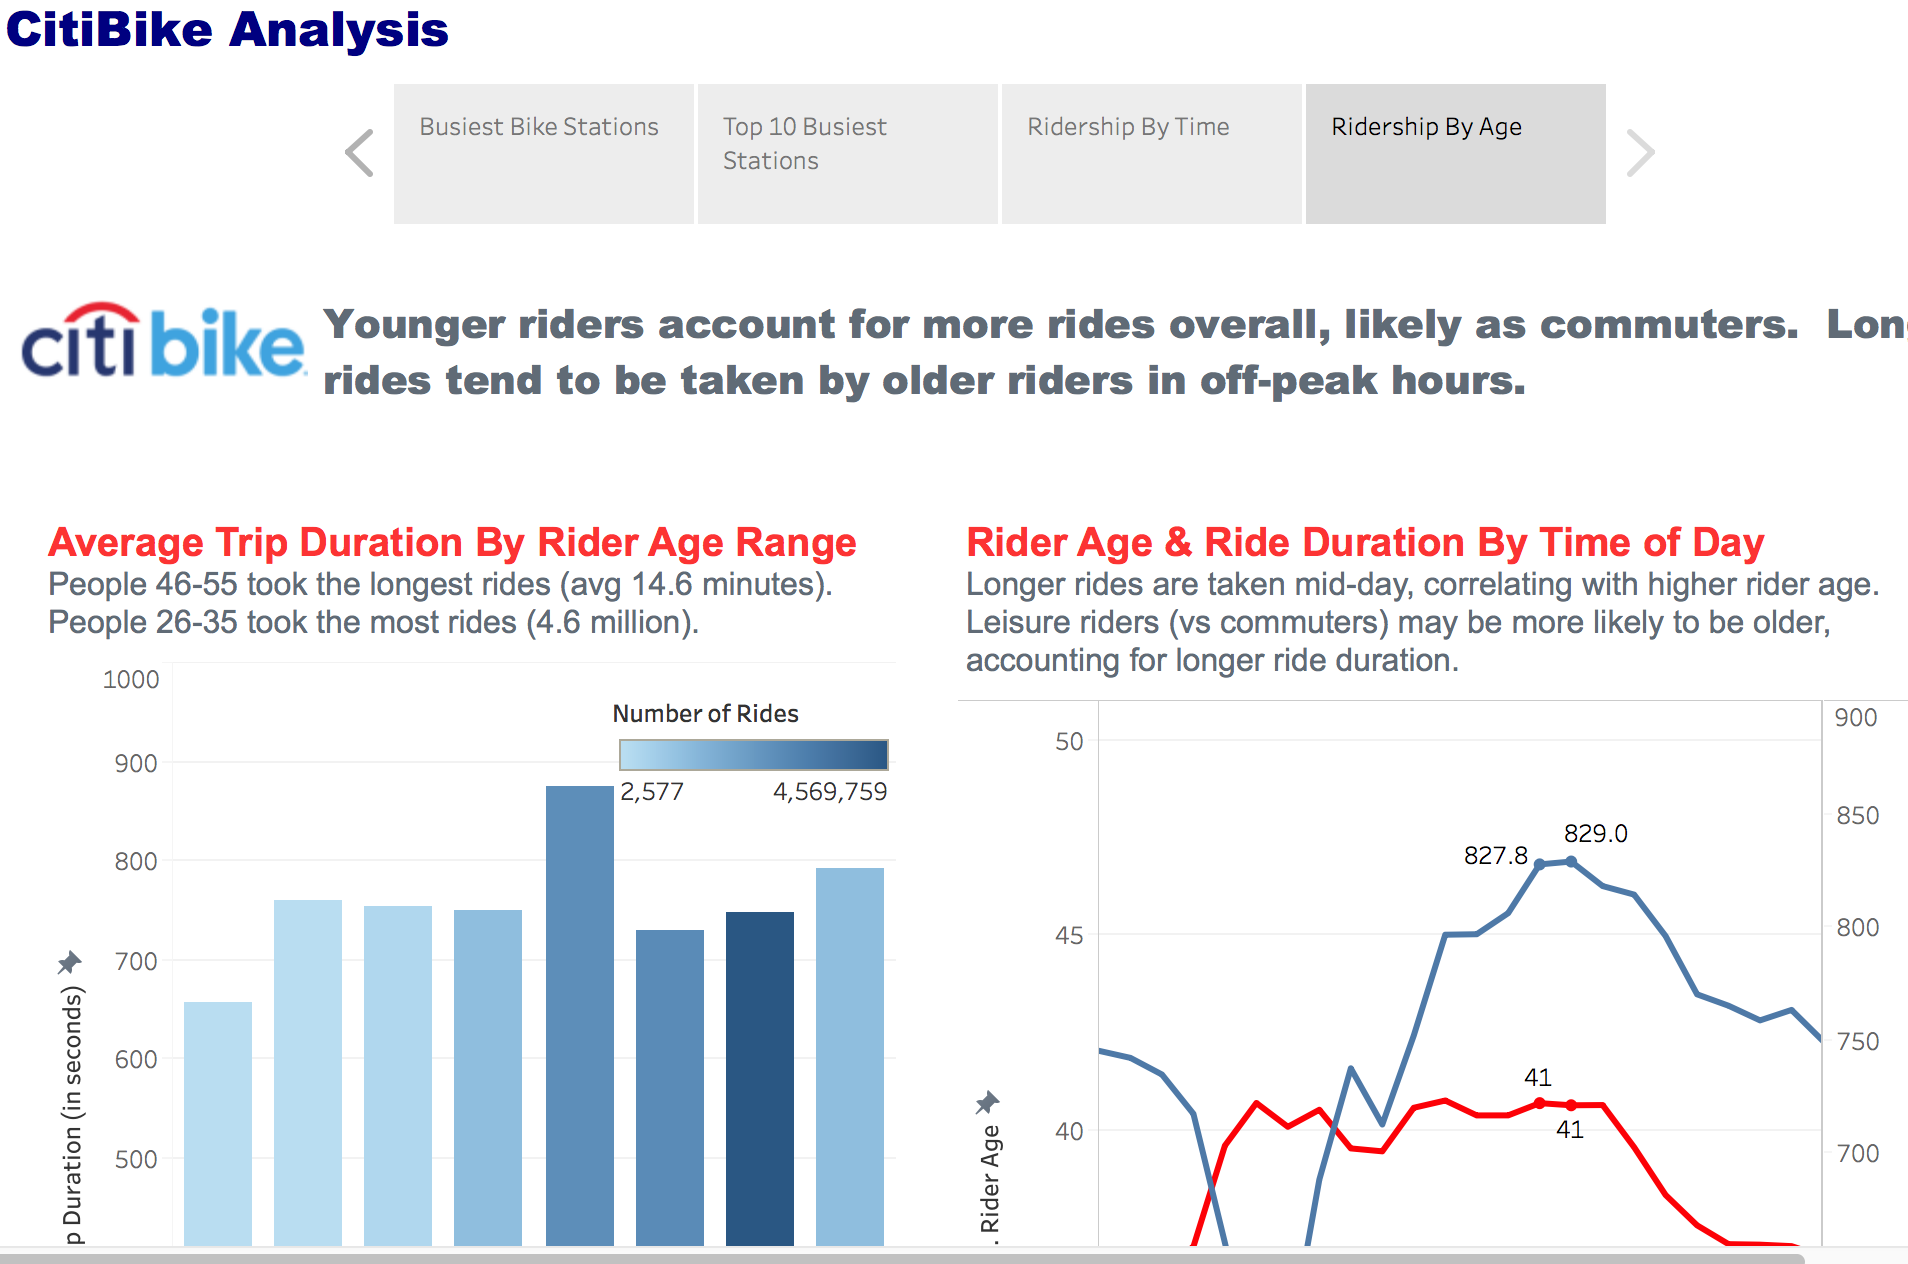 CitiBike Analysis
Busiest Bike Stations
Top 10 Busiest
Stations
Ridership By Time
Ridership By Age
citi bike
Younger riders account for more rides overall, likely as commuters. Lon
rides tend to be taken by older riders in off-peak hours.
Average Trip Duration By Rider Age Range
People 46-55 took the longest rides (avg 14.6 minutes).
People 26-35 took the most rides (4.6 million).
1000
900
800
700
600
500
p Duration (in seconds)
Number of Rides
2,577
4,569,759
Rider Age & Ride Duration By Time of Day
Longer rides are taken mid-day, correlating with higher rider age.
Leisure riders (vs commuters) may be more likely to be older,
accounting for longer ride duration.
50
45
40
. Rider Age
827.8
829.0
41
41
900
850
800
750
700